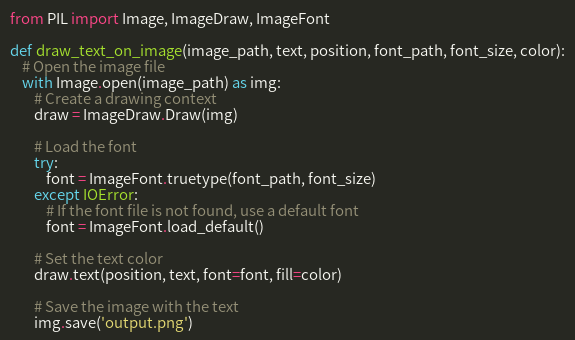 from PIL import Image, ImageDraw, ImageFont

def draw_text_on_image(image_path, text, position, font_path, font_size, color):
    # Open the image file
    with Image.open(image_path) as img:
        # Create a drawing context
        draw = ImageDraw.Draw(img)

        # Load the font
        try:
            font = ImageFont.truetype(font_path, font_size)
        except IOError:
            # If the font file is not found, use a default font
            font = ImageFont.load_default()

        # Set the text color
        draw.text(position, text, font=font, fill=color)

        # Save the image with the text
        img.save('output.png')